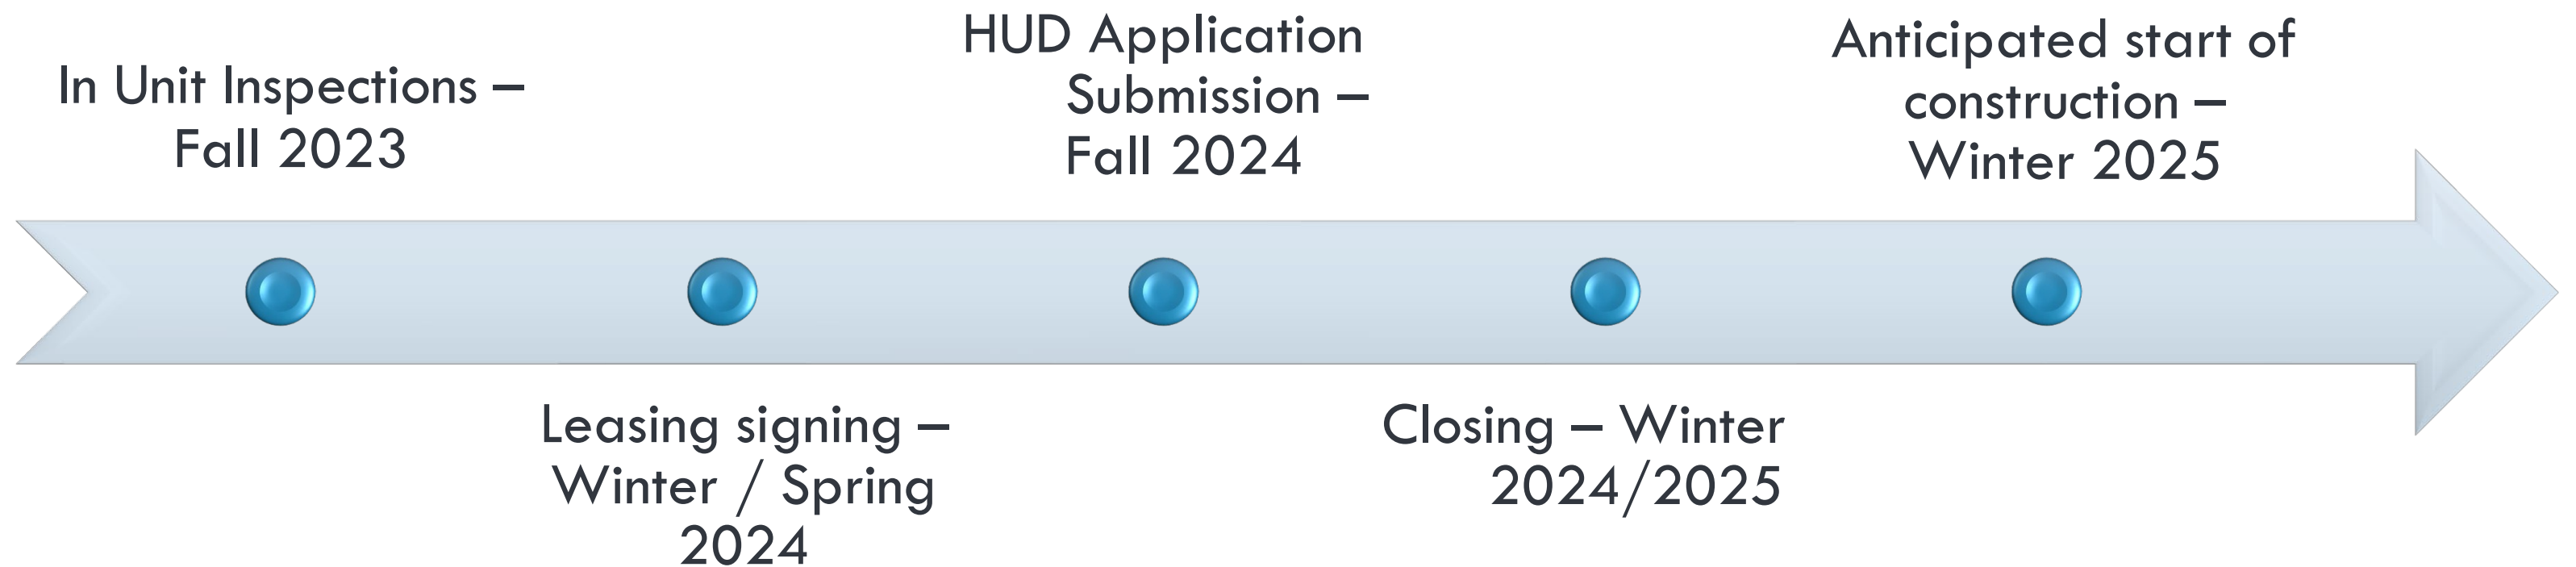 In Unit Inspections –
Fall 2023
Leasing signing –
Winter / Spring
2024
HUD Application
Submission –
Fall 2024
Closing – Winter
2024/2025
Anticipated start of
construction –
Winter 2025